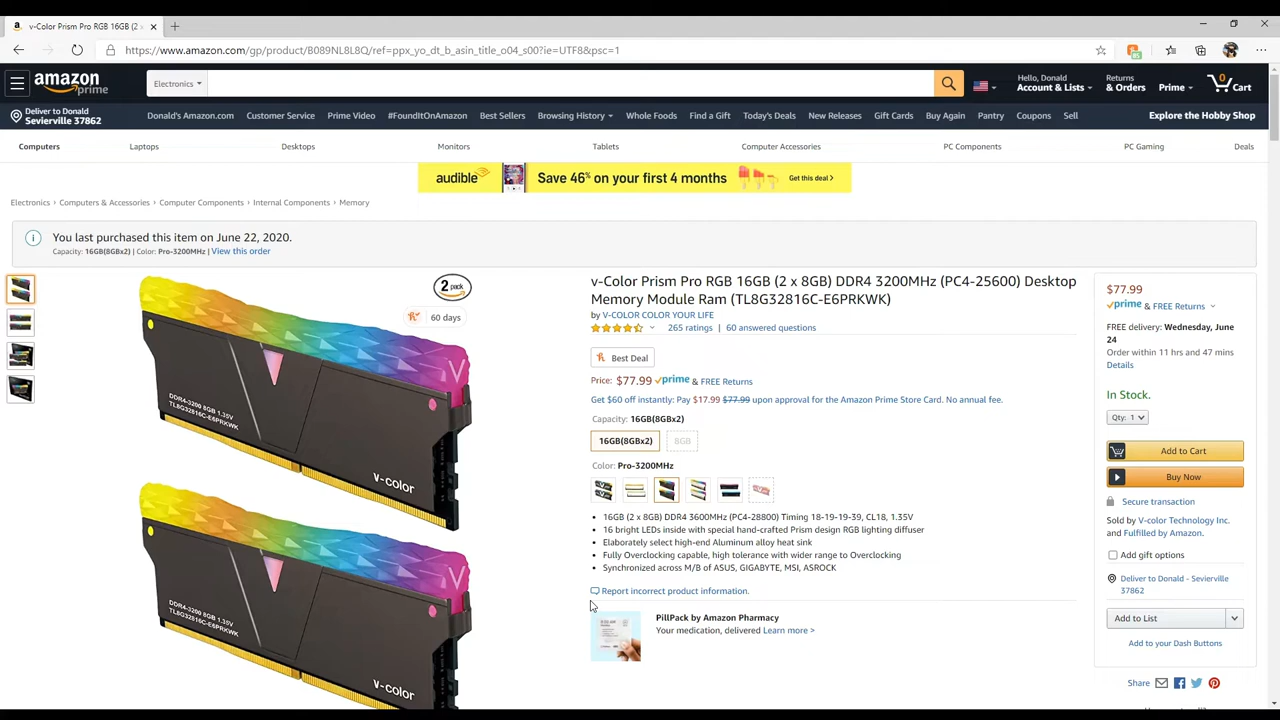 v-Color Prism Pro RGB 16GB (2 x
https://www.amazon.com/gp/product/B089NL8L8Q/ref=ppx_yo_dt_b_asin_title_o04_s00?ie=UTF8&psc=1
amazon prime
Electronics
Hello, Donald
Account & Lists
Returns
& Orders
Prime
0
Cart
Deliver to Donald
Sevierville 37862
Donald's Amazon.com Customer Service Prime Video #FoundItOnAmazon Best Sellers Browsing History Whole Foods Find a Gift Today's Deals New Releases Gift Cards Buy Again Pantry Coupons Sell
Explore the Hobby Shop
Computers Laptops Desktops Monitors Tablets Computer Accessories PC Components PC Gaming Deals
audible Save 46% on your first 4 months Get this deal ›
Electronics › Computers & Accessories › Computer Components › Internal Components › Memory
You last purchased this item on June 22, 2020.
Capacity: 16GB(8GBx2) | Color: Pro-3200MHz | View this order
2 pack
60 days
DDR4-3200 8GB 1.35V
TL8G32816C-E6PRKWK
v-color
DDR4-3200 8GB 1.35V
TL8G32816C-E6PRKWK
v-color
v-Color Prism Pro RGB 16GB (2 x 8GB) DDR4 3200MHz (PC4-25600) Desktop
Memory Module Ram (TL8G32816C-E6PRKWK)
by V-COLOR COLOR YOUR LIFE
265 ratings | 60 answered questions
Best Deal
Price: $77.99 prime & FREE Returns
Get $60 off instantly: Pay $17.99 $77.99 upon approval for the Amazon Prime Store Card. No annual fee.
Capacity: 16GB(8GBx2)
16GB(8GBx2) 8GB
Color: Pro-3200MHz
• 16GB (2 x 8GB) DDR4 3600MHz (PC4-28800) Timing 18-19-19-39, CL18, 1.35V
• 16 bright LEDs inside with special hand-crafted Prism design RGB lighting diffuser
• Elaborately select high-end Aluminum alloy heat sink
• Fully Overclocking capable, high tolerance with wider range to Overclocking
• Synchronized across M/B of ASUS, GIGABYTE, MSI, ASROCK
Report incorrect product information.
PillPack by Amazon Pharmacy
Your medication, delivered Learn more >
$77.99
prime & FREE Returns
FREE delivery: Wednesday, June
24
Order within 11 hrs and 47 mins
Details
In Stock.
Qty: 1
Add to Cart
Buy Now
Secure transaction
Sold by V-color Technology Inc.
and Fulfilled by Amazon.
Add gift options
Deliver to Donald - Sevierville
37862
Add to List
Add to your Dash Buttons
Share